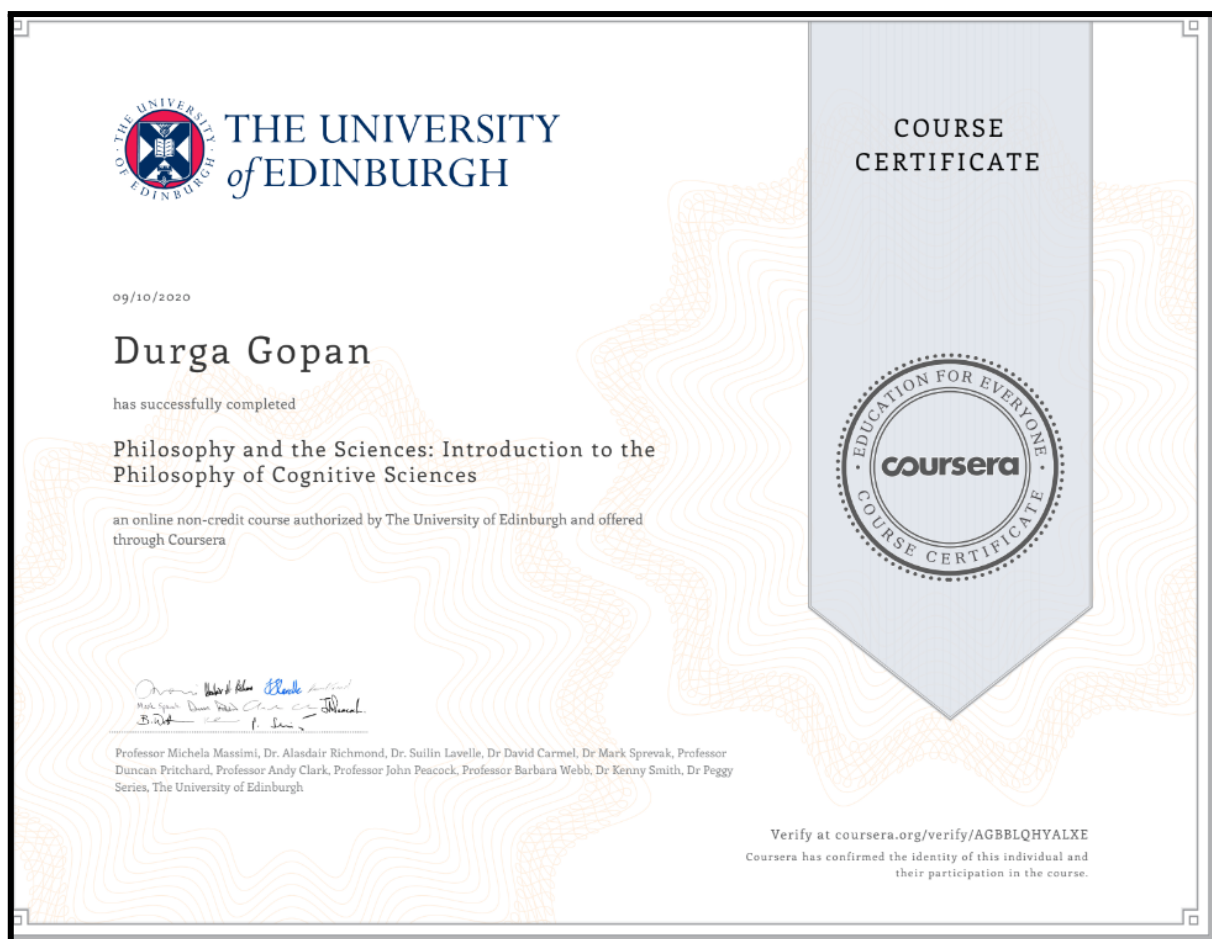 THE UNIVERSITY OF EDINBURGH
THE UNIVERSITY
of EDINBURGH
COURSE
CERTIFICATE
09/10/2020
Durga Gopan
has successfully completed
Philosophy and the Sciences: Introduction to the
Philosophy of Cognitive Sciences
an online non-credit course authorized by The University of Edinburgh and offered
through Coursera
EDUCATION FOR EVERYONE
coursera
COURSE CERTIFICATE
Professor Michela Massimi, Dr. Alasdair Richmond, Dr. Suilin Lavelle, Dr David Carmel, Dr Mark Sprevak, Professor
Duncan Pritchard, Professor Andy Clark, Professor John Peacock, Professor Barbara Webb, Dr Kenny Smith, Dr Peggy
Series, The University of Edinburgh
Verify at coursera.org/verify/AGBBLQHYALXE
Coursera has confirmed the identity of this individual and
their participation in the course.